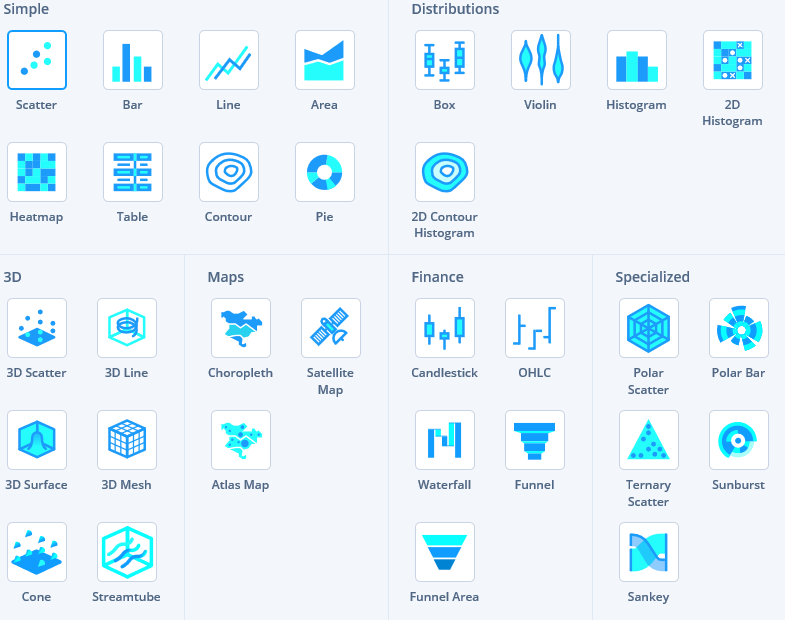 Simple
Scatter
Bar
Line
Area
Heatmap
Table
Contour
Pie
Distributions
Box
Violin
Histogram
2D
Histogram
2D Contour
Histogram
3D
3D Scatter
3D Line
3D Surface
3D Mesh
Cone
Streamtube
Maps
Choropleth
Satellite
Map
Atlas Map
Finance
Candlestick
OHLC
Waterfall
Funnel
Funnel Area
Specialized
Polar
Scatter
Polar Bar
Ternary
Scatter
Sunburst
Sankey